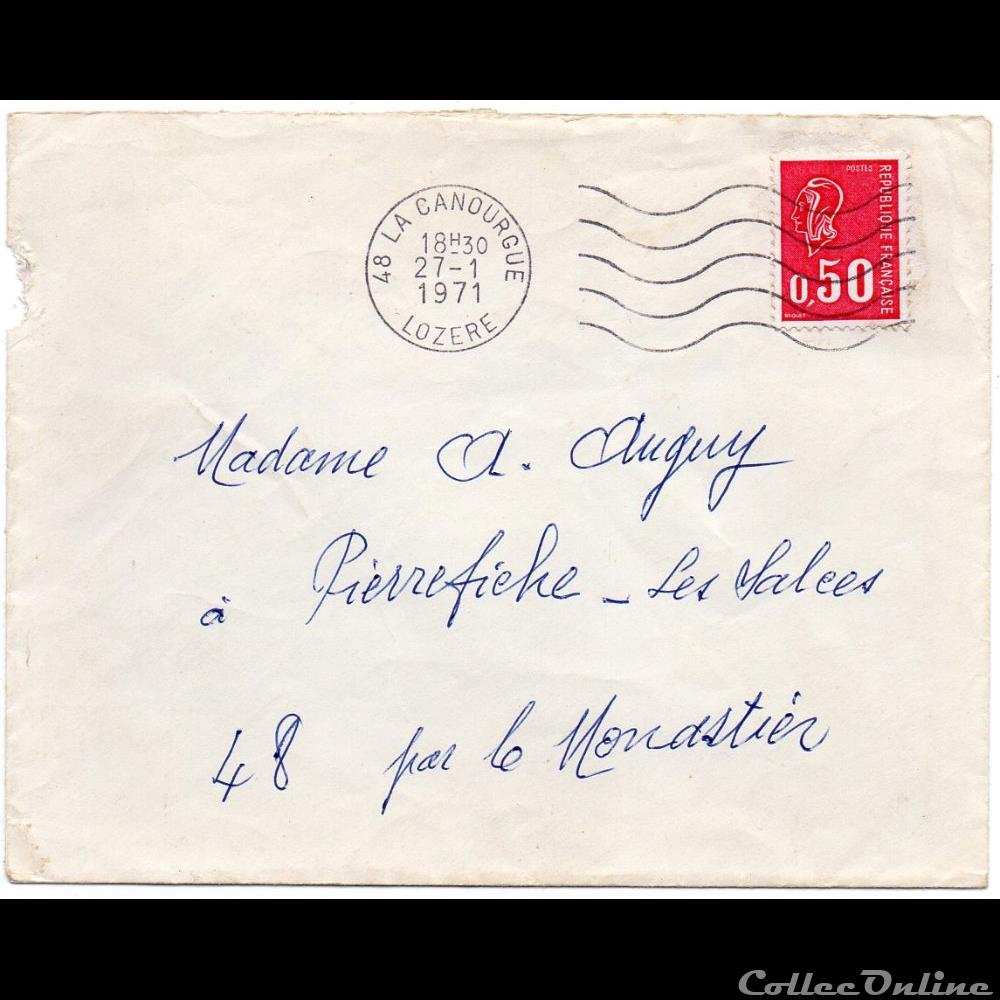 48 LA CANOURGUE
18H30
27-1
1971
LOZERE
POSTES
REPUBLIQUE FRANÇAISE
0,50
BEQUET
Madame A. Auguy
à Pierrefiche - Les Salces
48 par le Monastier
CollecOnline